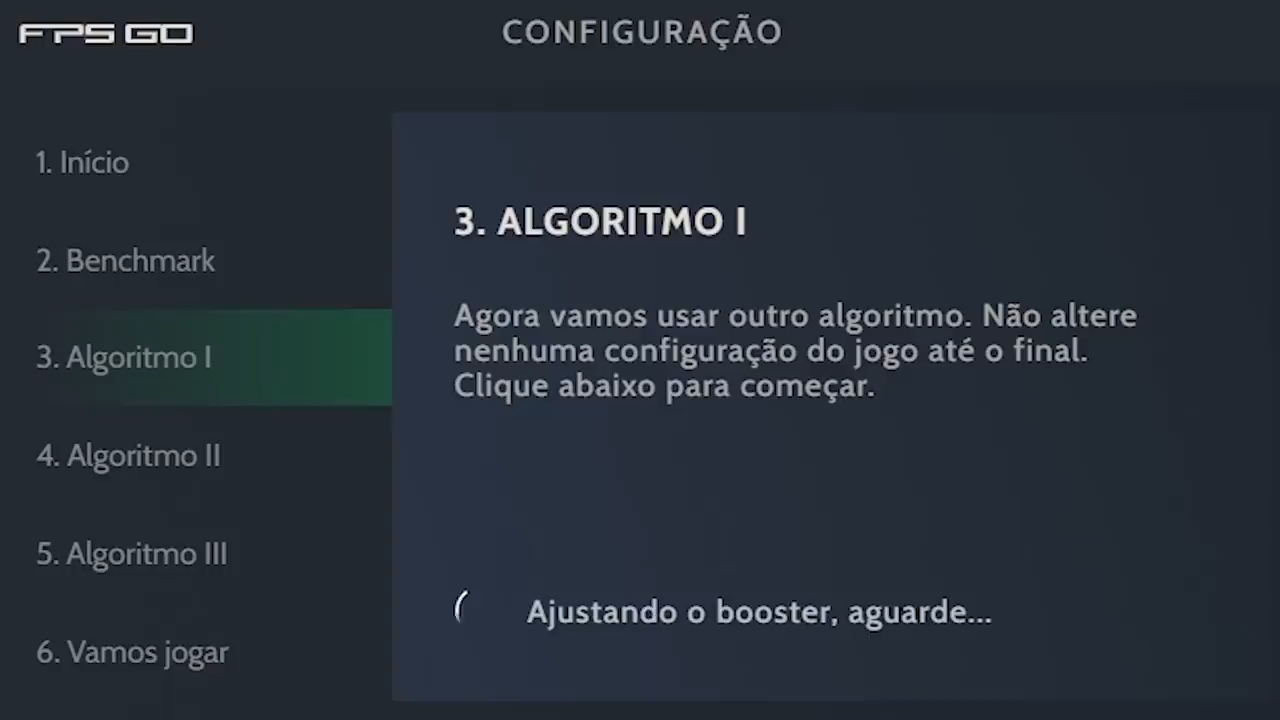 FPS GO
CONFIGURAÇÃO
1. Início
2. Benchmark
3. Algoritmo I
4. Algoritmo II
5. Algoritmo III
6. Vamos jogar
3. ALGORITMO I
Agora vamos usar outro algoritmo. Não altere
nenhuma configuração do jogo até o final.
Clique abaixo para começar.
Ajustando o booster, aguarde...